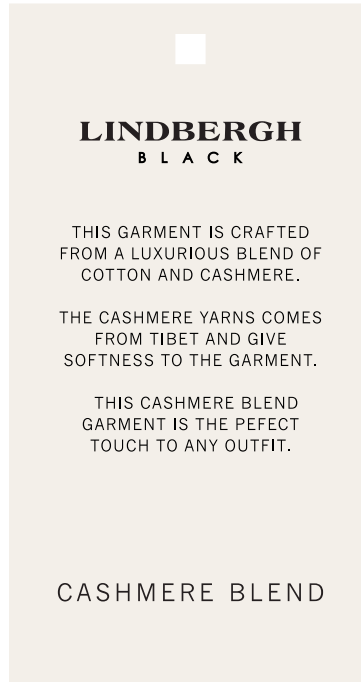 LINDBERGH
BLACK
THIS GARMENT IS CRAFTED
FROM A LUXURIOUS BLEND OF
COTTON AND CASHMERE.
THE CASHMERE YARNS COMES
FROM TIBET AND GIVE
SOFTNESS TO THE GARMENT.
THIS CASHMERE BLEND
GARMENT IS THE PEFECT
TOUCH TO ANY OUTFIT.
CASHMERE BLEND